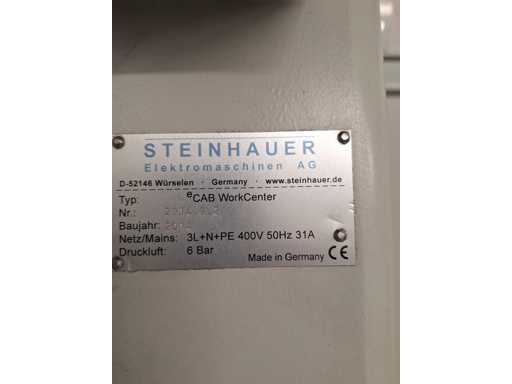 STEINHAUER
Elektromaschinen AG
D-52146 Würselen · Germany · www.steinhauer.de
Typ: eCAB WorkCenter
Nr.:
Baujahr:
Netz/Mains: 3L+N+PE 400V 50Hz 31A
Druckluft: 6 Bar
Made in Germany CE